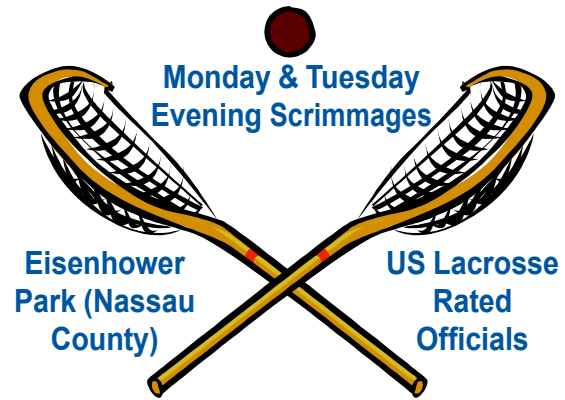 Monday & Tuesday
Evening Scrimmages
Eisenhower
Park (Nassau
County)
US Lacrosse
Rated
Officials